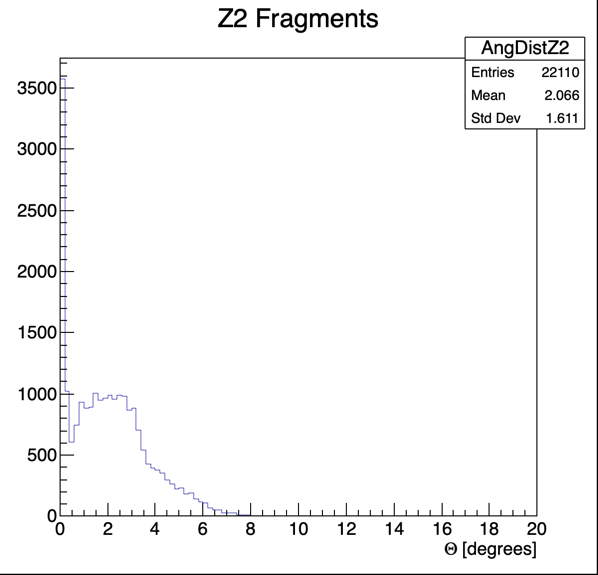 Z2 Fragments
AngDistZ2
Entries 22110
Mean 2.066
Std Dev 1.611
3500
3000
2500
2000
1500
1000
500
0
0 2 4 6 8 10 12 14 16 18 20
Θ [degrees]